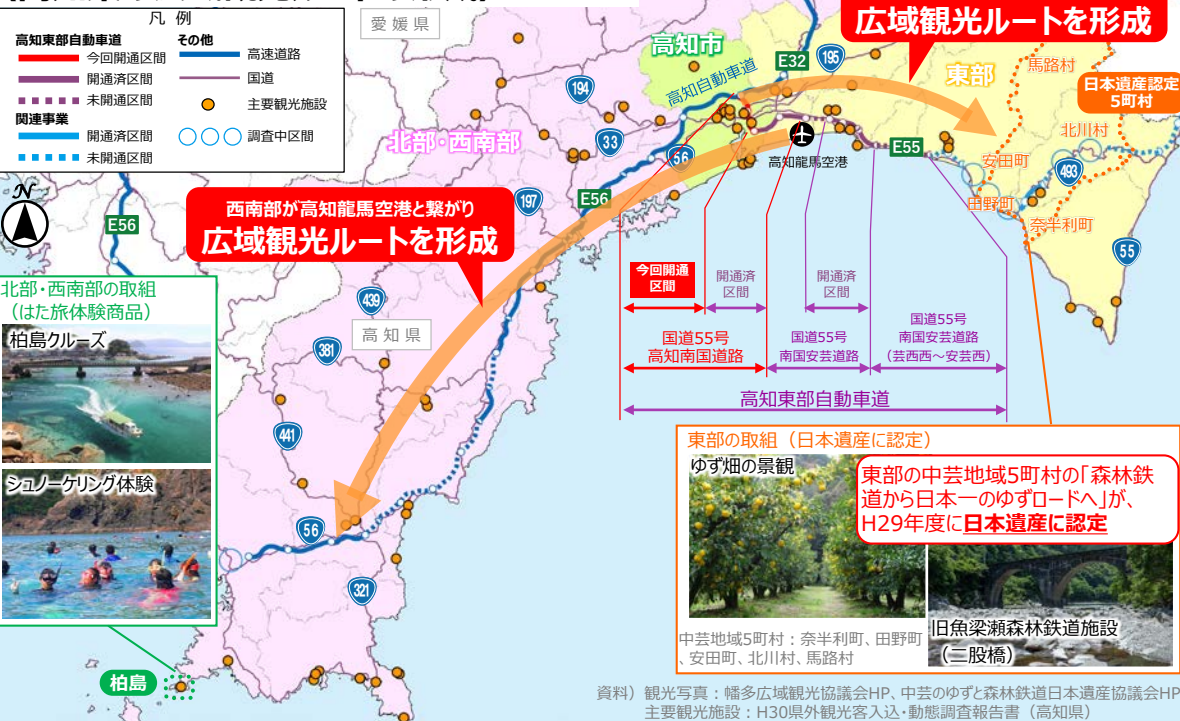 凡 例
高知東部自動車道
今回開通区間
開通済区間
未開通区間
関連事業
開通済区間
未開通区間
その他
高速道路
国道
主要観光施設
調査中区間
愛媛県
高知市
高知自動車道
E32
195
広域観光ルートを形成
東部
馬路村
日本遺産認定
5町村
北川村
安田町
田野町
奈半利町
493
55
E55
高知龍馬空港
194
33
56
北部・西南部
197
E56
E56
N
西南部が高知龍馬空港と繋がり
広域観光ルートを形成
439
高知県
381
441
56
321
今回開通
区間
開通済
区間
開通済
区間
国道55号
高知南国道路
国道55号
南国安芸道路
国道55号
南国安芸道路
(芸西西～安芸西)
高知東部自動車道
北部・西南部の取組
(はた旅体験商品)
柏島クルーズ
シュノーケリング体験
柏島
東部の取組（日本遺産に認定）
ゆず畑の景観
東部の中芸地域5町村の「森林鉄
道から日本一のゆずロードへ」が、
H29年度に日本遺産に認定
中芸地域5町村：奈半利町、田野町
、安田町、北川村、馬路村
旧魚梁瀬森林鉄道施設
（二股橋）
資料）観光写真：幡多広域観光協議会HP、中芸のゆずと森林鉄道日本遺産協議会HP
主要観光施設：H30県外観光客入込・動態調査報告書（高知県）